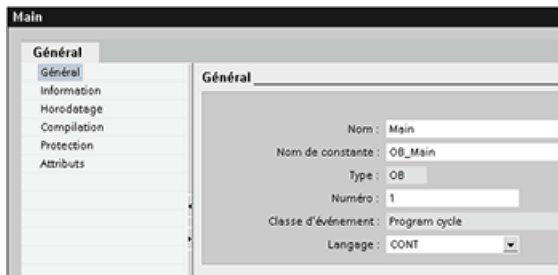 Main
Général
Général
Information
Horodatage
Compilation
Protection
Attributs
Général
Nom : Main
Nom de constante : OB_Main
Type : OB
Numéro : 1
Classe d'événement : Program cycle
Langage : CONT